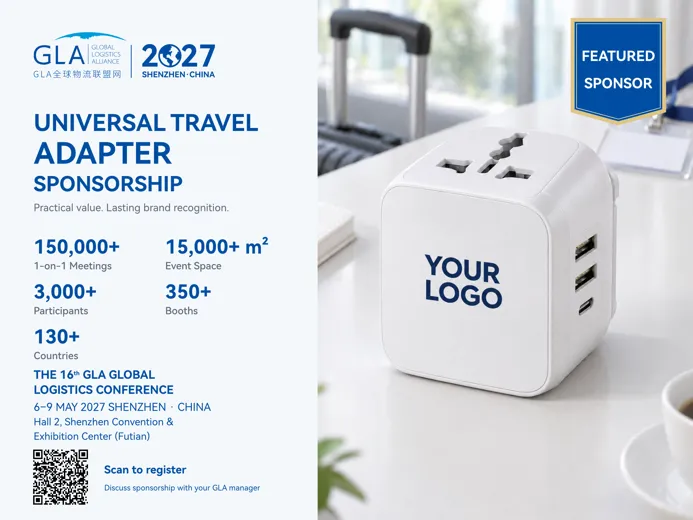 GLA GLOBAL LOGISTICS ALLIANCE
GLA全球物流联盟网
2027
SHENZHEN·CHINA
FEATURED
SPONSOR
UNIVERSAL TRAVEL
ADAPTER
SPONSORSHIP
Practical value. Lasting brand recognition.
150,000+
1-on-1 Meetings
15,000+ m²
Event Space
3,000+
Participants
350+
Booths
130+
Countries
THE 16th GLA GLOBAL
LOGISTICS CONFERENCE
6–9 MAY 2027 SHENZHEN · CHINA
Hall 2, Shenzhen Convention &
Exhibition Center (Futian)
Scan to register
Discuss sponsorship with your GLA manager
YOUR
LOGO